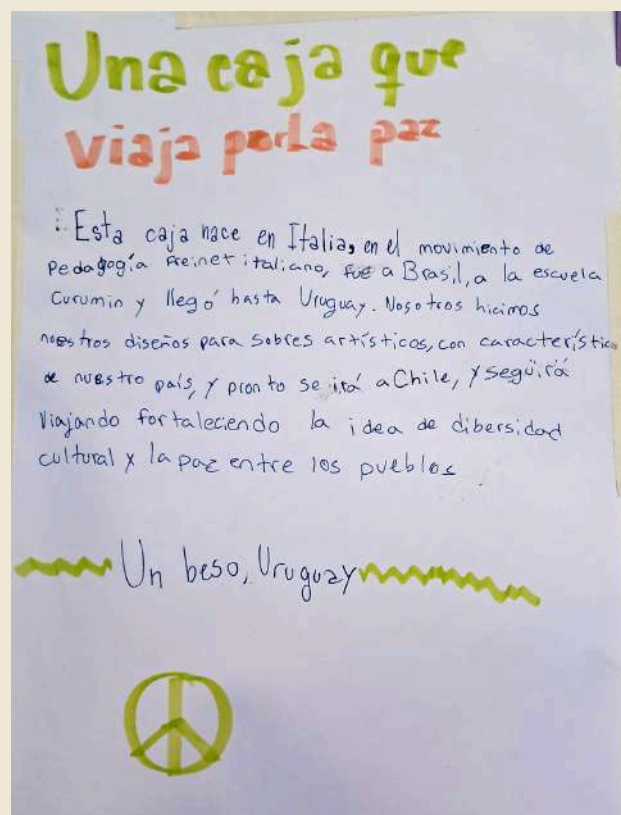 Una caja que
viaja por la paz
Esta caja nace en Italia, en el movimiento de
Pedagogía Freinet italiano, fue a Brasil, a la escuela
Curumin y llegó hasta Uruguay. Nosotros hicimos
nuestros diseños para sobres artísticos, con característic
de nuestro país, y pronto se irá a Chile, y seguirá
viajando fortaleciendo la idea de dibersidad
cultural y la paz entre los pueblos.
Un beso, Uruguay